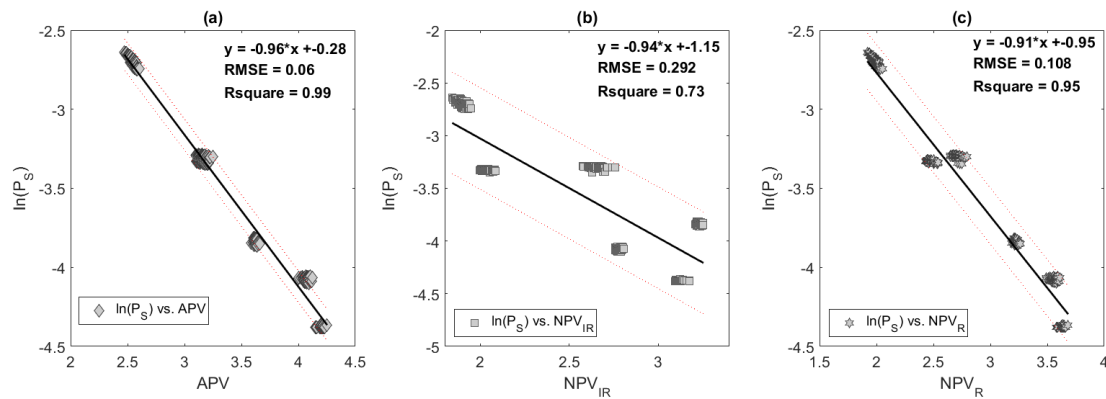 (a)
y = -0.96*x +-0.28
RMSE = 0.06
Rsquare = 0.99
-2.5
-3
-3.5
-4
-4.5
ln(P_S)
ln(P_S) vs. APV
2 2.5 3 3.5 4 4.5
APV
(b)
y = -0.94*x +-1.15
RMSE = 0.292
Rsquare = 0.73
-2
-2.5
-3
-3.5
-4
-4.5
-5
ln(P_S)
ln(P_S) vs. NPV_IR
2 2.5 3
NPV_IR
(c)
y = -0.91*x +-0.95
RMSE = 0.108
Rsquare = 0.95
-2.5
-3
-3.5
-4
-4.5
ln(P_S)
ln(P_S) vs. NPV_R
1.5 2 2.5 3 3.5 4
NPV_R